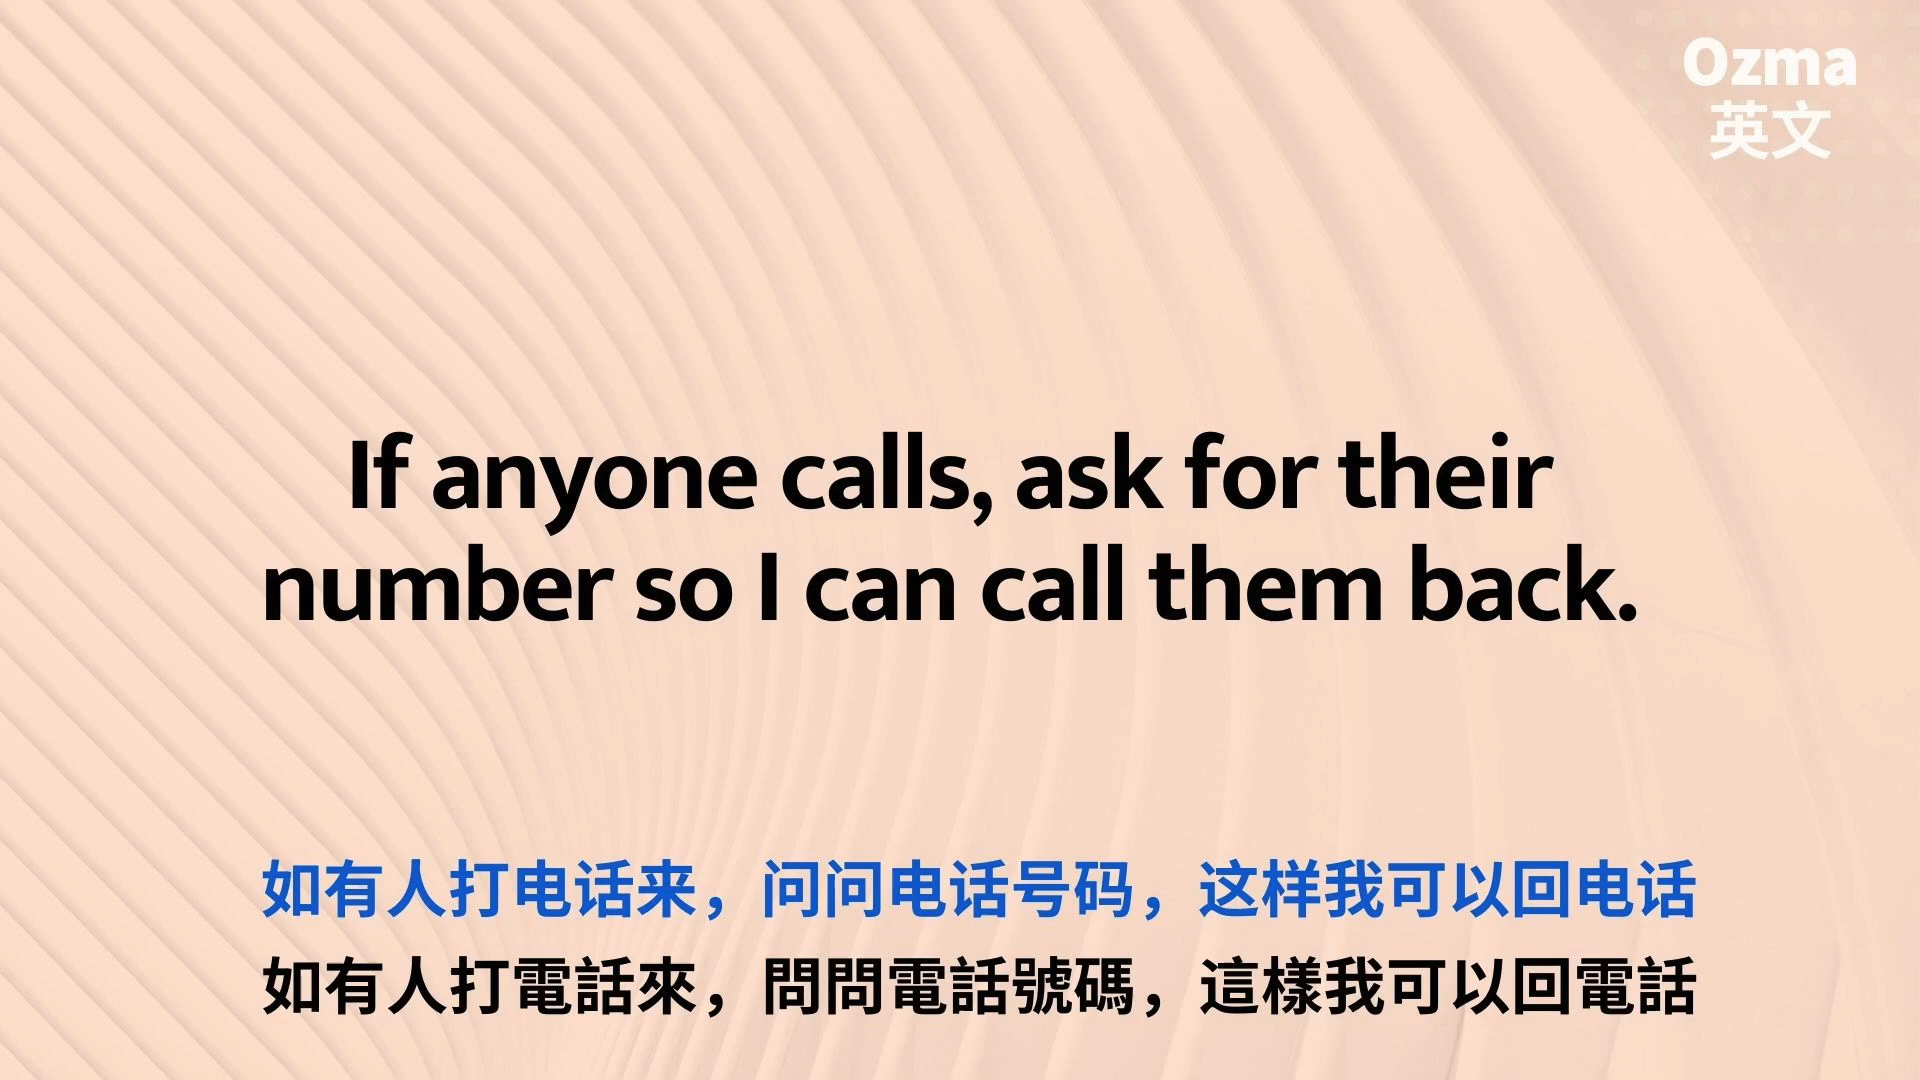 Ozma
英文
If anyone calls, ask for their
number so I can call them back.
如有人打电话来，问问电话号码，这样我可以回电话
如有人打電話來，問問電話號碼，這樣我可以回電話